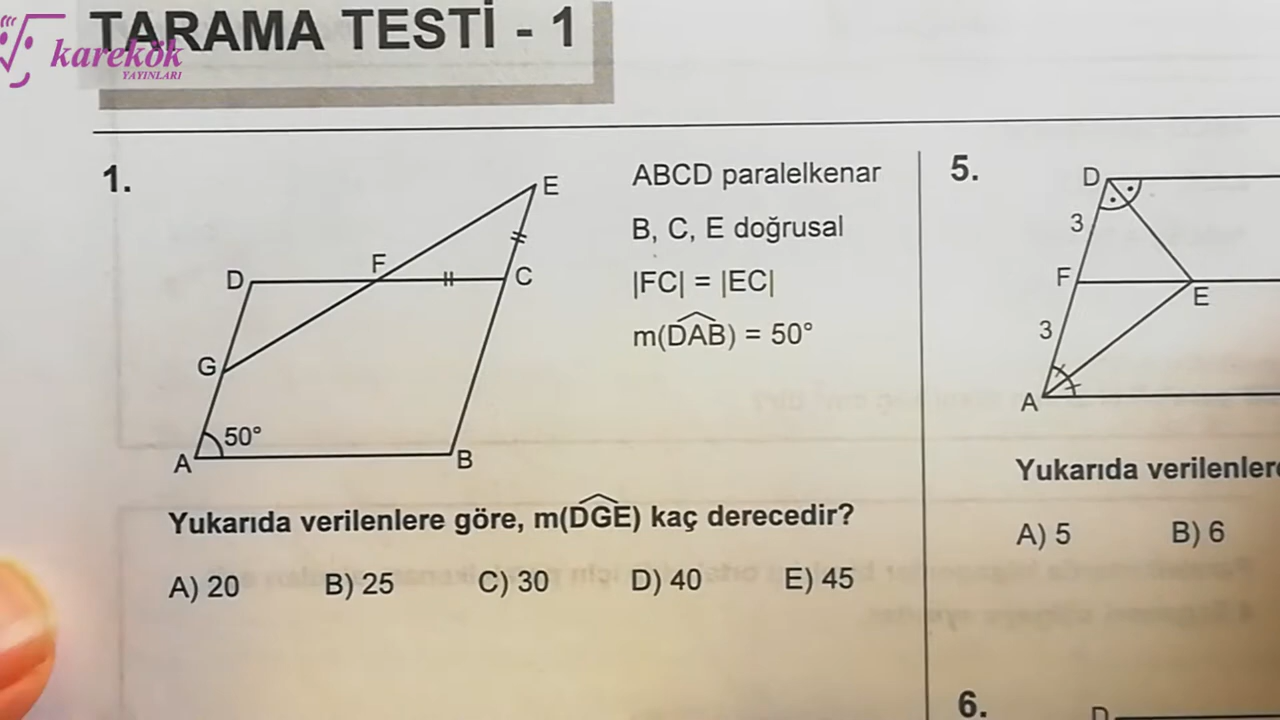 TARAMA TESTİ - 1
karekök
YAYINLARI
1.
E
F
D
C
G
50°
A
B
ABCD paralelkenar
B, C, E doğrusal
|FC| = |EC|
m(DAB) = 50°
Yukarıda verilenlere göre, m(DGE) kaç derecedir?
A) 20 B) 25 C) 30 D) 40 E) 45
5.
D
3
F
E
3
A
A) 5 B) 6
Yukarıda
6.
D